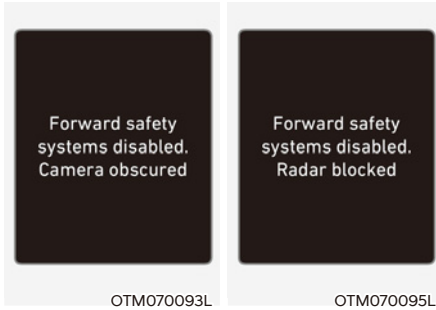 Forward safety
systems disabled.
Camera obscured
OTM070093L
Forward safety
systems disabled.
Radar blocked
OTM070095L